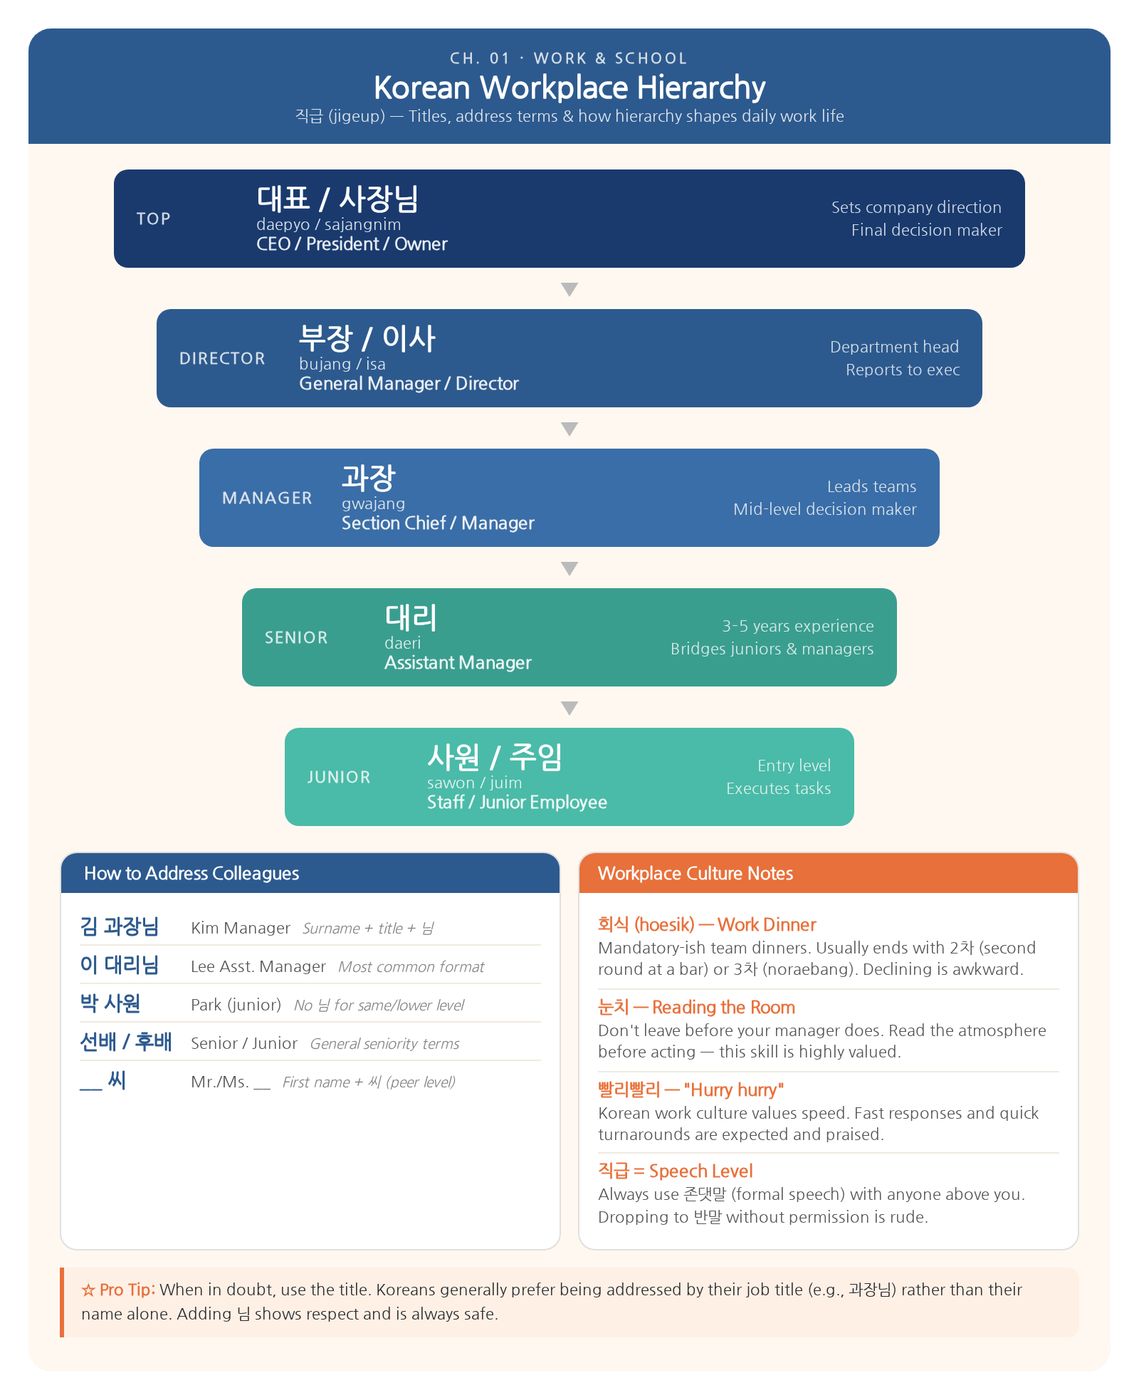 CH. 01 · WORK & SCHOOL
Korean Workplace Hierarchy
직급 (jigeup) — Titles, address terms & how hierarchy shapes daily work life
TOP
대표 / 사장님
daepyo / sajangnim
CEO / President / Owner
Sets company direction
Final decision maker
DIRECTOR
부장 / 이사
bujang / isa
General Manager / Director
Department head
Reports to exec
MANAGER
과장
gwajang
Section Chief / Manager
Leads teams
Mid-level decision maker
SENIOR
대리
daeri
Assistant Manager
3–5 years experience
Bridges juniors & managers
JUNIOR
사원 / 주임
sawon / juim
Staff / Junior Employee
Entry level
Executes tasks
How to Address Colleagues
김 과장님 Kim Manager Surname + title + 님
이 대리님 Lee Asst. Manager Most common format
박 사원 Park (junior) No 님 for same/lower level
선배 / 후배 Senior / Junior General seniority terms
__ 씨 Mr./Ms. __ First name + 씨 (peer level)
Workplace Culture Notes
회식 (hoesik) — Work Dinner
Mandatory-ish team dinners. Usually ends with 2차 (second
round at a bar) or 3차 (noraebang). Declining is awkward.
눈치 — Reading the Room
Don't leave before your manager does. Read the atmosphere
before acting — this skill is highly valued.
빨리빨리 — "Hurry hurry"
Korean work culture values speed. Fast responses and quick
turnarounds are expected and praised.
직급 = Speech Level
Always use 존댓말 (formal speech) with anyone above you.
Dropping to 반말 without permission is rude.
☆ Pro Tip: When in doubt, use the title. Koreans generally prefer being addressed by their job title (e.g., 과장님) rather than their
name alone. Adding 님 shows respect and is always safe.